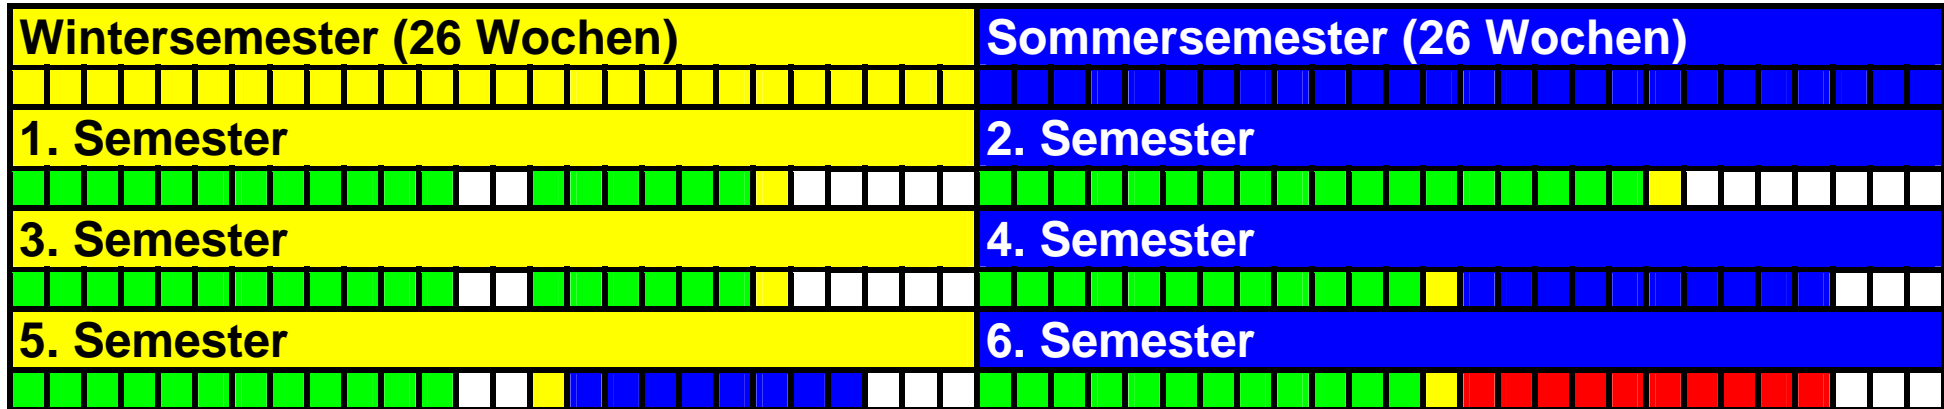 Wintersemester (26 Wochen) Sommersemester (26 Wochen)
1. Semester 2. Semester
3. Semester 4. Semester
5. Semester 6. Semester